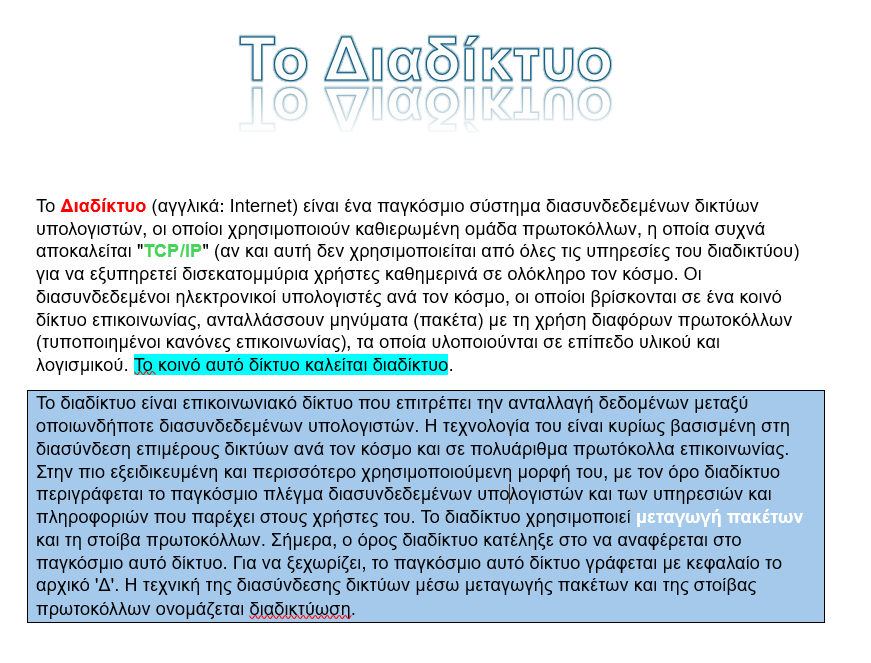 Το Διαδίκτυο
Το Διαδίκτυο (αγγλικά: Internet) είναι ένα παγκόσμιο σύστημα διασυνδεδεμένων δικτύων
υπολογιστών, οι οποίοι χρησιμοποιούν καθιερωμένη ομάδα πρωτοκόλλων, η οποία συχνά
αποκαλείται "TCP/IP" (αν και αυτή δεν χρησιμοποιείται από όλες τις υπηρεσίες του διαδικτύου)
για να εξυπηρετεί δισεκατομμύρια χρήστες καθημερινά σε ολόκληρο τον κόσμο. Οι
διασυνδεδεμένοι ηλεκτρονικοί υπολογιστές ανά τον κόσμο, οι οποίοι βρίσκονται σε ένα κοινό
δίκτυο επικοινωνίας, ανταλλάσσουν μηνύματα (πακέτα) με τη χρήση διαφόρων πρωτοκόλλων
(τυποποιημένοι κανόνες επικοινωνίας), τα οποία υλοποιούνται σε επίπεδο υλικού και
λογισμικού. Το κοινό αυτό δίκτυο καλείται διαδίκτυο.
Το διαδίκτυο είναι επικοινωνιακό δίκτυο που επιτρέπει την ανταλλαγή δεδομένων μεταξύ
οποιωνδήποτε διασυνδεδεμένων υπολογιστών. Η τεχνολογία του είναι κυρίως βασισμένη στη
διασύνδεση επιμέρους δικτύων ανά τον κόσμο και σε πολυάριθμα πρωτόκολλα επικοινωνίας.
Στην πιο εξειδικευμένη και περισσότερο χρησιμοποιούμενη μορφή του, με τον όρο διαδίκτυο
περιγράφεται το παγκόσμιο πλέγμα διασυνδεδεμένων υπολογιστών και των υπηρεσιών και
πληροφοριών που παρέχει στους χρήστες του. Το διαδίκτυο χρησιμοποιεί μεταγωγή πακέτων
και τη στοίβα πρωτοκόλλων. Σήμερα, ο όρος διαδίκτυο κατέληξε στο να αναφέρεται στο
παγκόσμιο αυτό δίκτυο. Για να ξεχωρίζει, το παγκόσμιο αυτό δίκτυο γράφεται με κεφαλαίο το
αρχικό 'Δ'. Η τεχνική της διασύνδεσης δικτύων μέσω μεταγωγής πακέτων και της στοίβας
πρωτοκόλλων ονομάζεται διαδικτύωση.